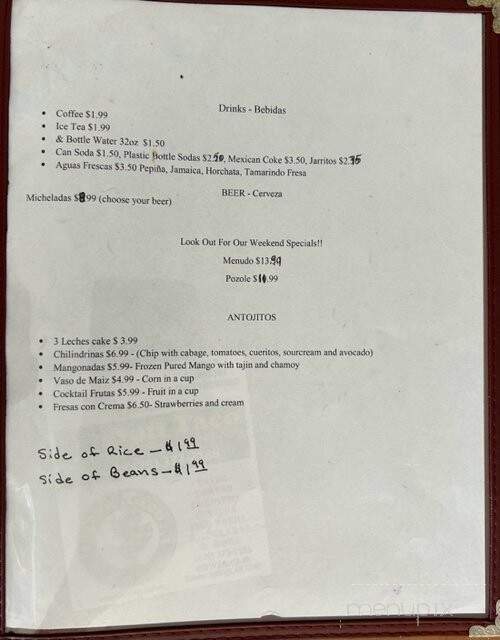 Drinks - Bebidas
• Coffee $1.99
• Ice Tea $1.99
• & Bottle Water 32oz $1.50
• Can Soda $1.50, Plastic Bottle Sodas $2.50, Mexican Coke $3.50, Jarritos $2.75
• Aguas Frescas $3.50 Pepiña, Jamaica, Horchata, Tamarindo Fresa
BEER - Cerveza
Micheladas $8.99 (choose your beer)
Look Out For Our Weekend Specials!!
Menudo $13.99
Pozole $10.99
ANTOJITOS
• 3 Leches cake $ 3.99
• Chilindrinas $6.99 - (Chip with cabage, tomatoes, cueritos, sourcream and avocado)
• Mangonadas $5.99- Frozen Pured Mango with tajin and chamoy
• Vaso de Maiz $4.99 - Corn in a cup
• Cocktail Frutas $5.99 - Fruit in a cup
• Fresas con Crema $6.50- Strawberries and cream
Side of Rice - $1.99
Side of Beans - $1.99